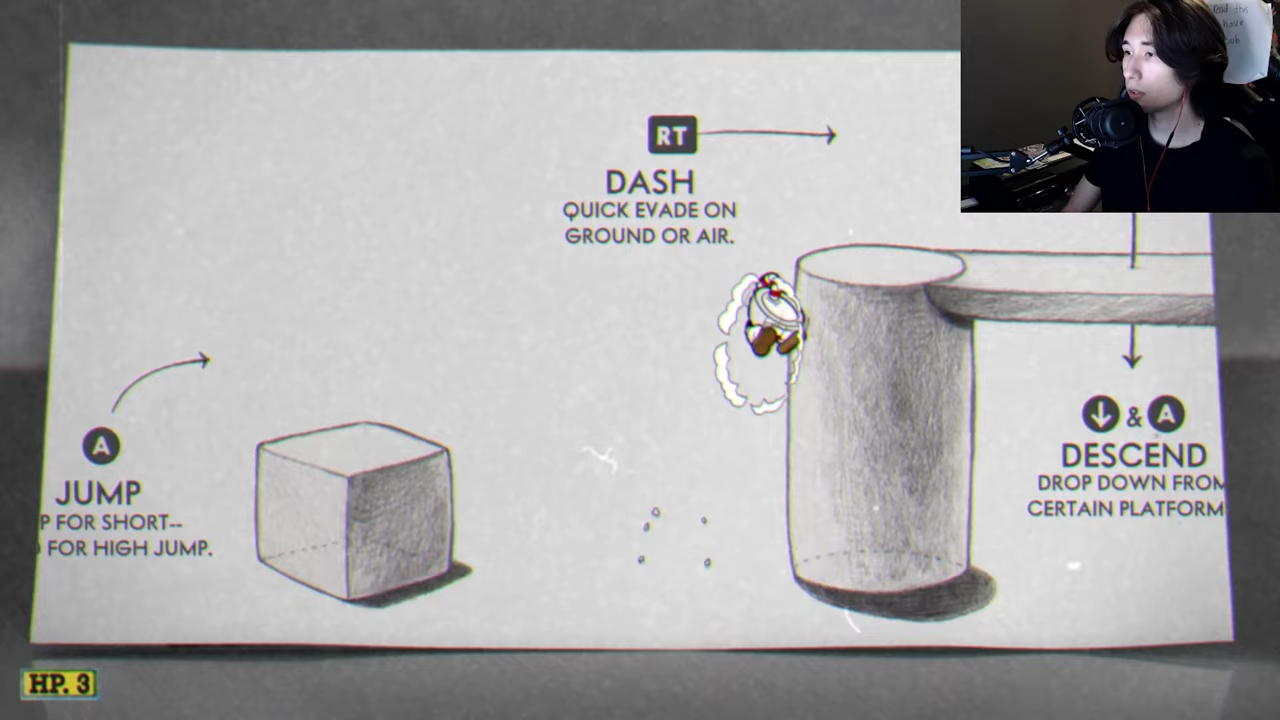 RT
DASH
QUICK EVADE ON
GROUND OR AIR.
A
JUMP
P FOR SHORT--
FOR HIGH JUMP.
& A
DESCEND
DROP DOWN FROM
CERTAIN PLATFORM
HP. 3
have